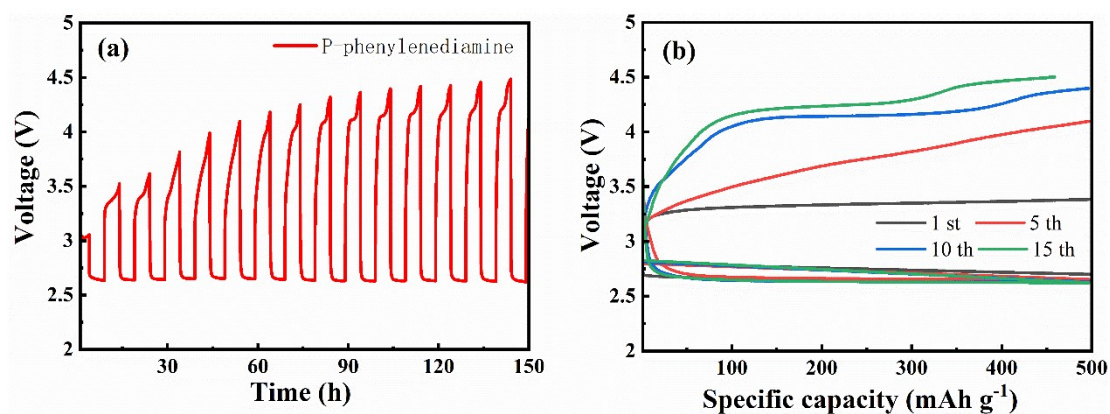 (a)
P-phenylenediamine
5
4.5
4
3.5
3
2.5
2
Voltage (V)
30
60
90
120
150
Time (h)
(b)
5
4.5
4
3.5
3
2.5
2
Voltage (V)
1 st
5 th
10 th
15 th
100
200
300
400
500
Specific capacity (mAh g⁻¹)